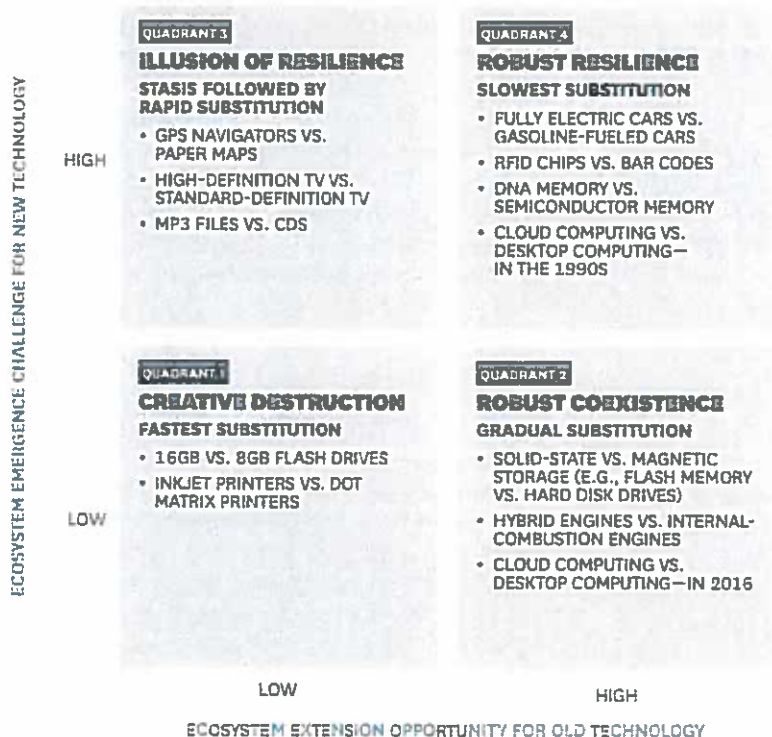 ECOSYSTEM EMERGENCE CHALLENGE FOR NEW TECHNOLOGY
HIGH
QUADRANT 3
ILLUSION OF RESILIENCE
STASIS FOLLOWED BY
RAPID SUBSTITUTION
• GPS NAVIGATORS VS.
PAPER MAPS
• HIGH-DEFINITION TV VS.
STANDARD-DEFINITION TV
• MP3 FILES VS. CDS
QUADRANT 4
ROBUST RESILIENCE
SLOWEST SUBSTITUTION
• FULLY ELECTRIC CARS VS.
GASOLINE-FUELED CARS
• RFID CHIPS VS. BAR CODES
• DNA MEMORY VS.
SEMICONDUCTOR MEMORY
• CLOUD COMPUTING VS.
DESKTOP COMPUTING—
IN THE 1990S
LOW
QUADRANT 1
CREATIVE DESTRUCTION
FASTEST SUBSTITUTION
• 16GB VS. 8GB FLASH DRIVES
• INKJET PRINTERS VS. DOT
MATRIX PRINTERS
QUADRANT 2
ROBUST COEXISTENCE
GRADUAL SUBSTITUTION
• SOLID-STATE VS. MAGNETIC
STORAGE (E.G., FLASH MEMORY
VS. HARD DISK DRIVES)
• HYBRID ENGINES VS. INTERNAL-
COMBUSTION ENGINES
• CLOUD COMPUTING VS.
DESKTOP COMPUTING—IN 2016
LOW
HIGH
ECOSYSTEM EXTENSION OPPORTUNITY FOR OLD TECHNOLOGY